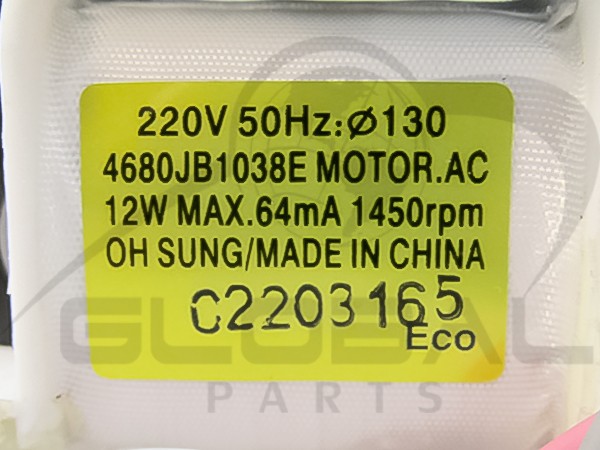 220V 50Hz:Ø130
4680JB1038E MOTOR.AC
12W MAX.64mA 1450rpm
OH SUNG/MADE IN CHINA
C2203165
Eco
GLOBAL
PARTS